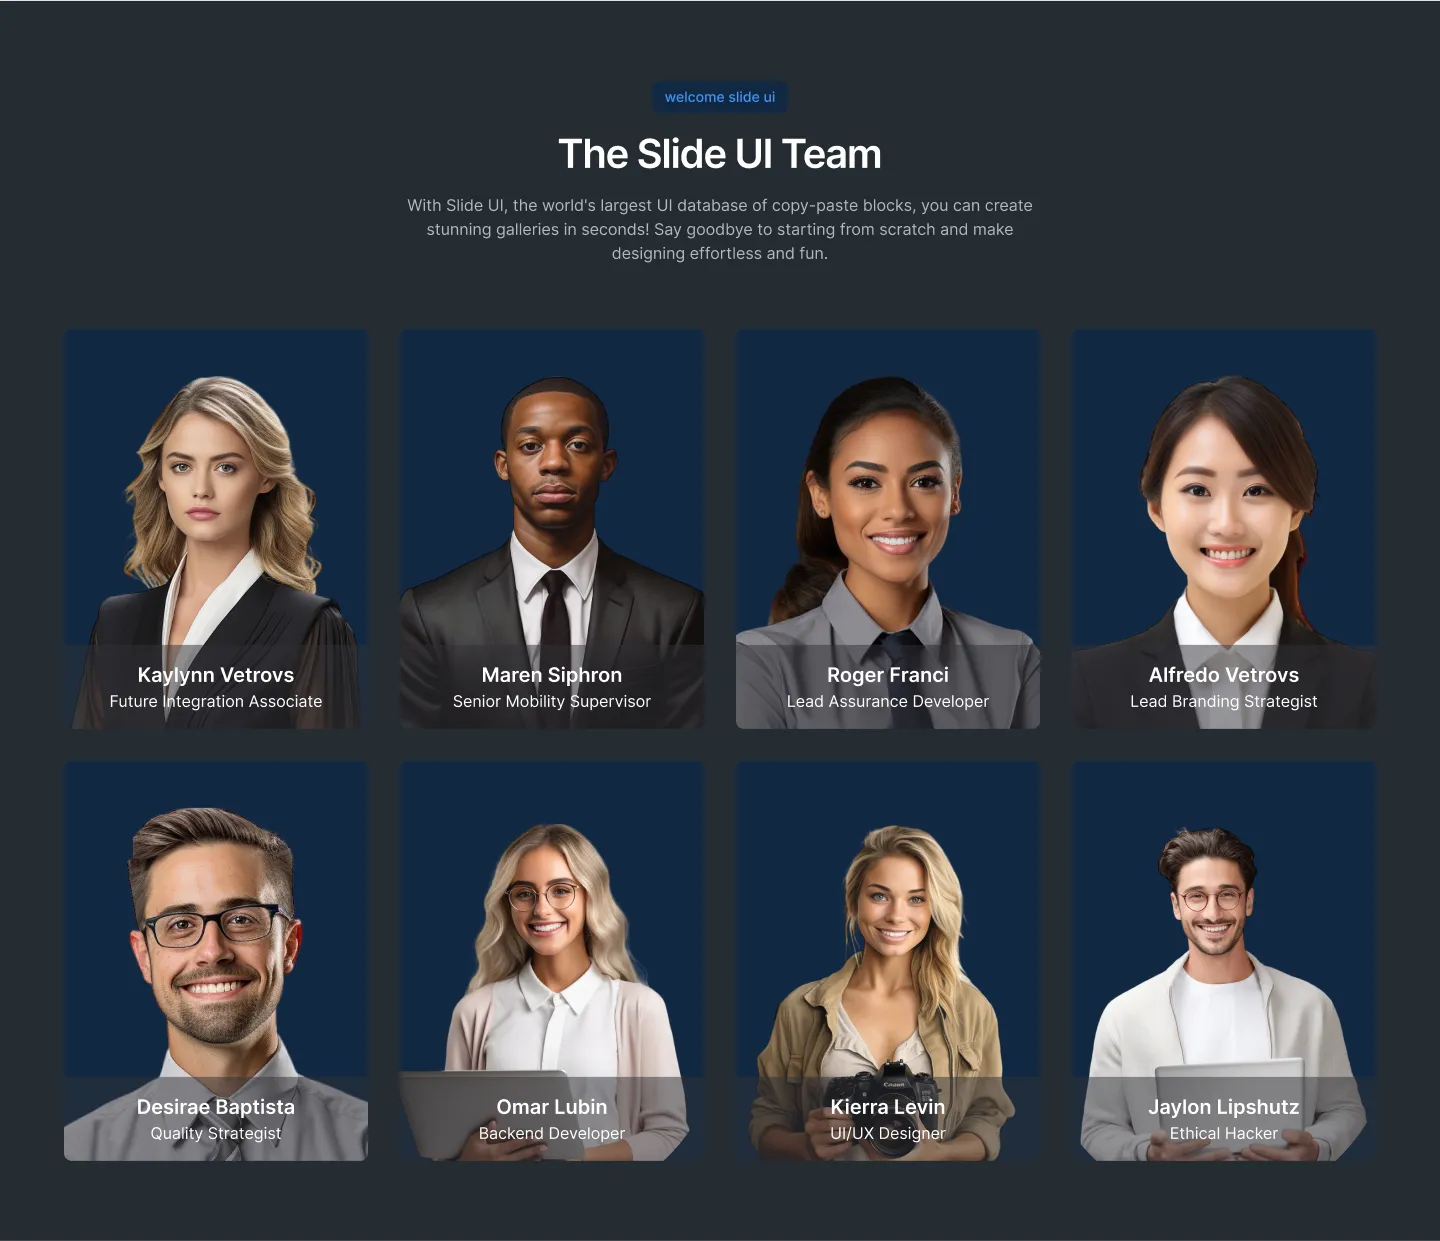 welcome slide ui
The Slide UI Team
With Slide UI, the world's largest UI database of copy-paste blocks, you can create
stunning galleries in seconds! Say goodbye to starting from scratch and make
designing effortless and fun.
Kaylynn Vetrovs
Future Integration Associate
Maren Siphron
Senior Mobility Supervisor
Roger Franci
Lead Assurance Developer
Alfredo Vetrovs
Lead Branding Strategist
Desirae Baptista
Quality Strategist
Omar Lubin
Backend Developer
Canon
Kierra Levin
UI/UX Designer
Jaylon Lipshutz
Ethical Hacker